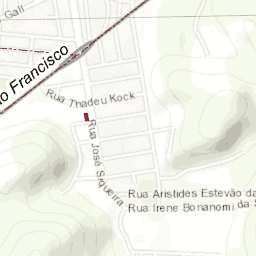 Gall
o Francisco
Rua Thadeu Kock
Rua José Siqueira
Rua Aristides Estevão da
Rua Irene Bonanomi
da S